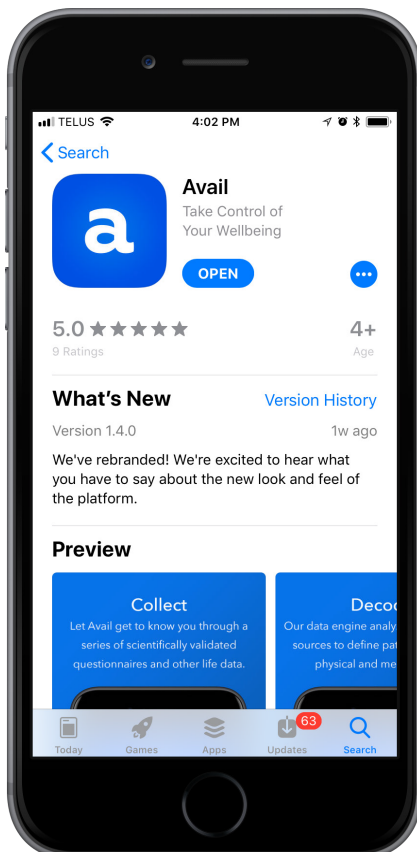 TELUS 4:02 PM
Search
a
Avail
Take Control of
Your Wellbeing
OPEN
5.0 4+
9 Ratings Age
What's New Version History
Version 1.4.0 1w ago
We've rebranded! We're excited to hear what
you have to say about the new look and feel of
the platform.
Preview
Collect
Let Avail get to know you through a
series of scientifically validated
questionnaires and other life data.
Our data engine
sources to define
physical and
63
Today Games Apps Updates Search